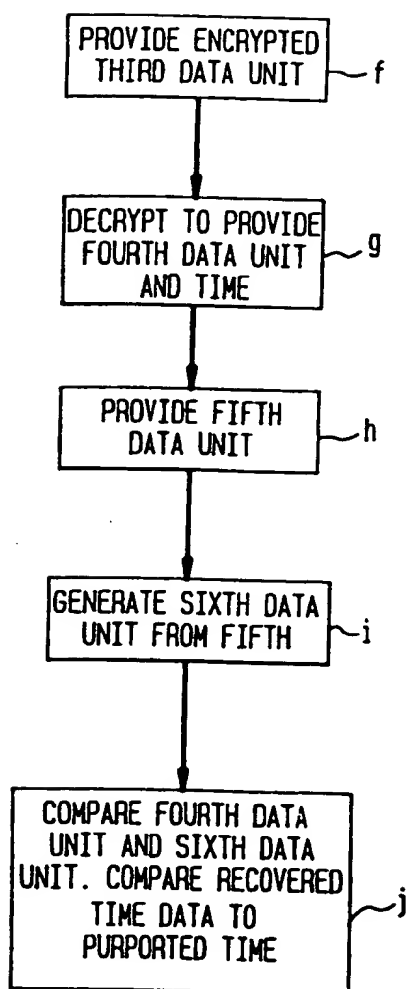 PROVIDE ENCRYPTED
THIRD DATA UNIT
f
DECRYPT TO PROVIDE
FOURTH DATA UNIT
AND TIME
g
PROVIDE FIFTH
DATA UNIT
h
GENERATE SIXTH DATA
UNIT FROM FIFTH
i
COMPARE FOURTH DATA
UNIT AND SIXTH DATA
UNIT. COMPARE RECOVERED
TIME DATA TO
PURPORTED TIME
j